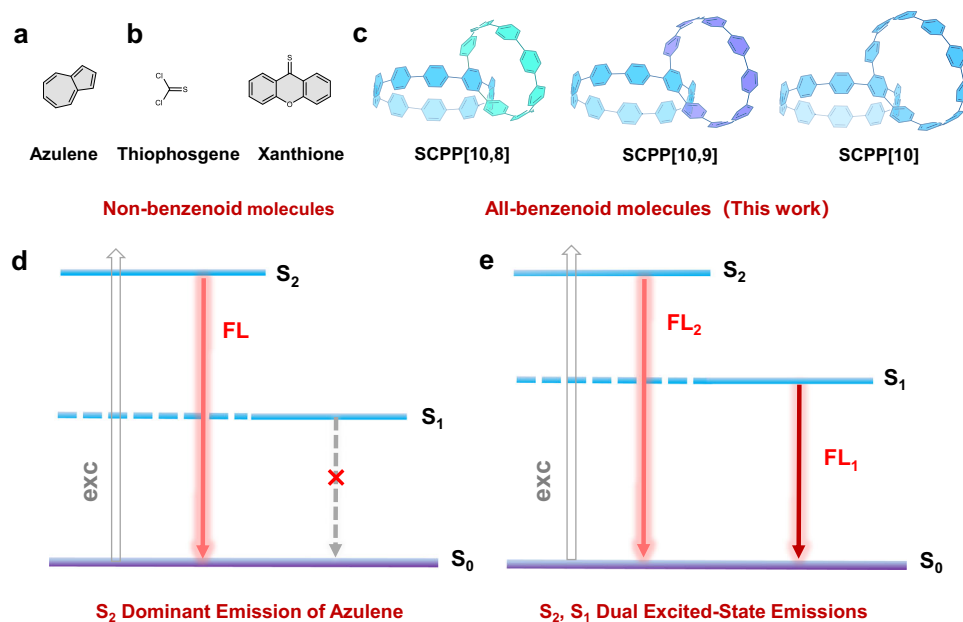 a b c
Cl
S
Cl
S
O
Azulene Thiophosgene Xanthione SCPP[10,8] SCPP[10,9] SCPP[10]
Non-benzenoid molecules All-benzenoid molecules (This work)
d e
S₂ S₂
FL FL₂
S₁ S₁
FL₁
exc exc
S₀ S₀
S₂ Dominant Emission of Azulene S₂, S₁ Dual Excited-State Emissions